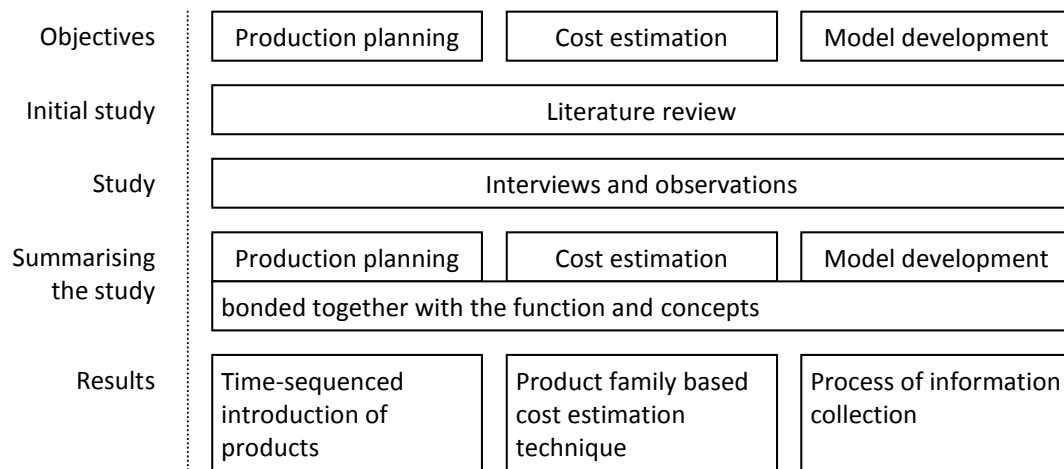 Objectives
Production planning
Cost estimation
Model development
Initial study
Literature review
Study
Interviews and observations
Summarising
the study
Production planning
Cost estimation
Model development
bonded together with the function and concepts
Results
Time-sequenced
introduction of
products
Product family based
cost estimation
technique
Process of information
collection